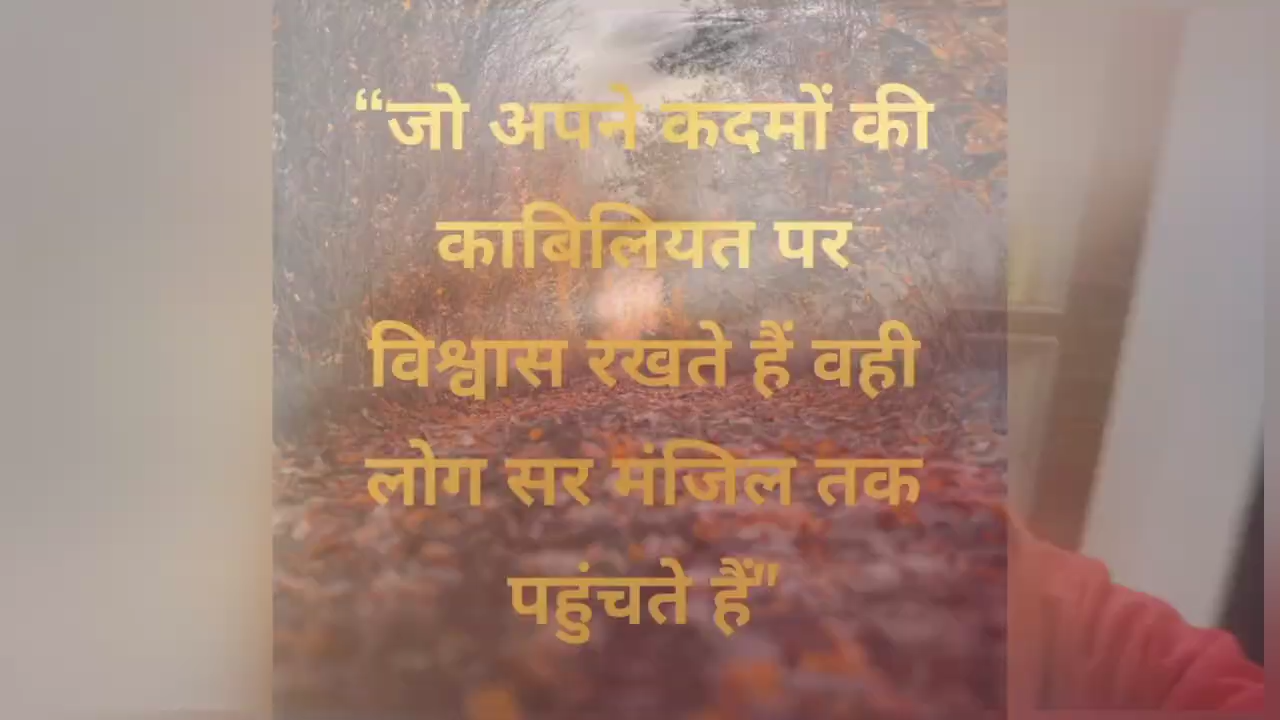 “जो अपने कदमों की
काबिलियत पर
विश्वास रखते हैं वही
लोग सर मंजिल तक
पहुंचते हैं"